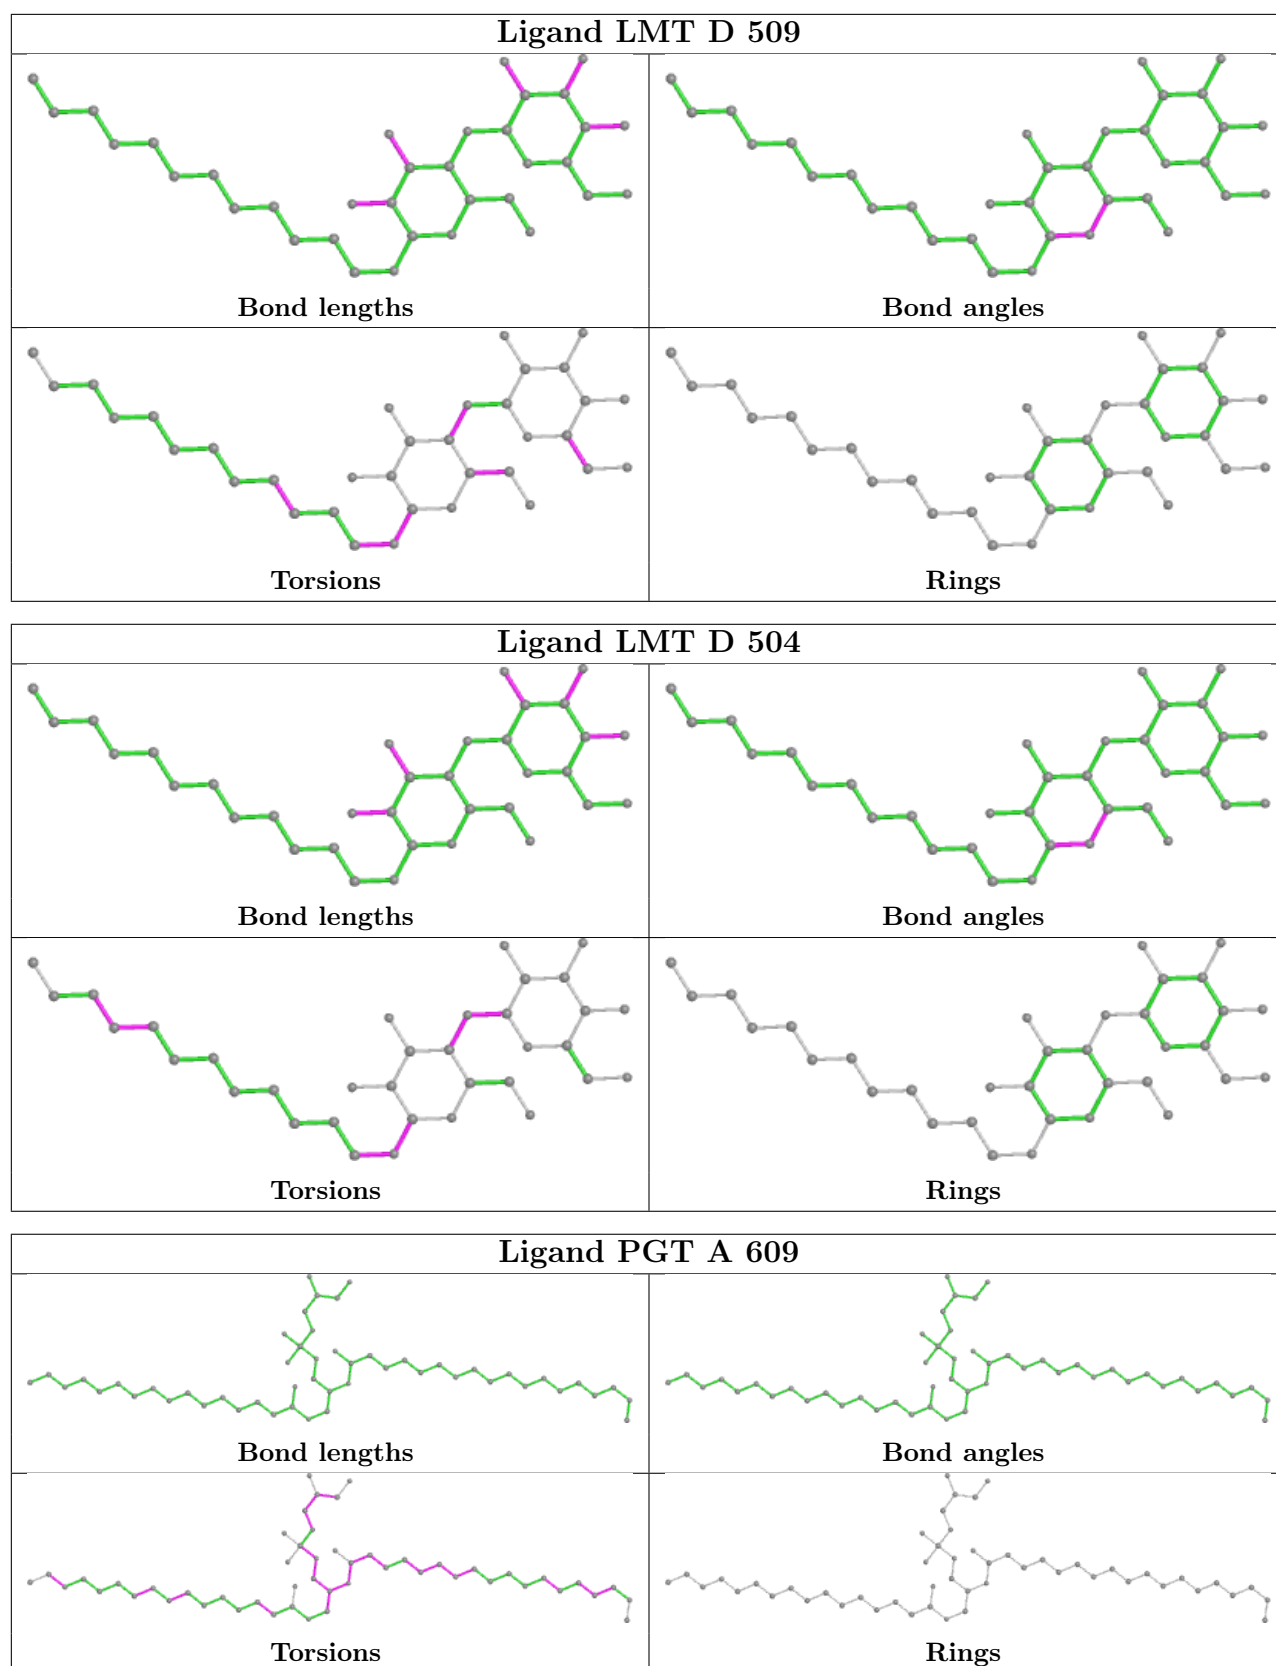 Ligand LMT D 509
Bond lengths
Bond angles
Torsions
Rings
Ligand LMT D 504
Bond lengths
Bond angles
Torsions
Rings
Ligand PGT A 609
Bond lengths
Bond angles
Torsions
Rings